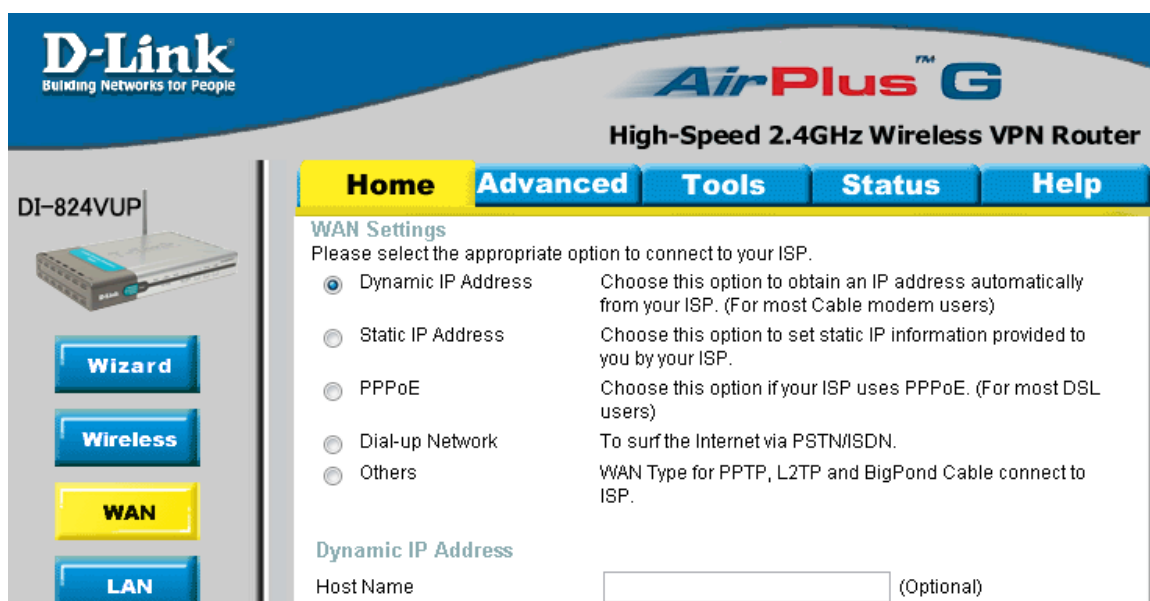 D-Link
Building Networks for People
AirPlus™ G
High-Speed 2.4GHz Wireless VPN Router
DI-824VUP
Home Advanced Tools Status Help
Wizard
Wireless
WAN
LAN
WAN Settings
Please select the appropriate option to connect to your ISP.
Dynamic IP Address Choose this option to obtain an IP address automatically
from your ISP. (For most Cable modem users)
Static IP Address Choose this option to set static IP information provided to
you by your ISP.
PPPoE Choose this option if your ISP uses PPPoE. (For most DSL
users)
Dial-up Network To surf the Internet via PSTN/ISDN.
Others WAN Type for PPTP, L2TP and BigPond Cable connect to
ISP.
Dynamic IP Address
Host Name (Optional)